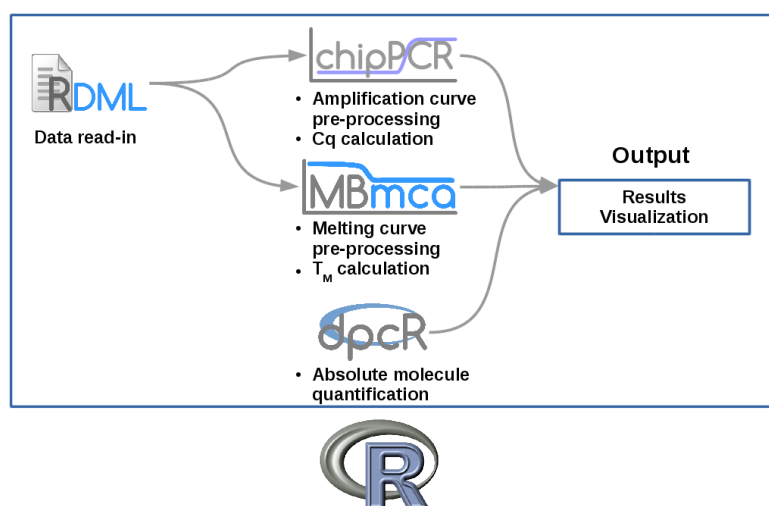 chipPCR
RDML
Data read-in
• Amplification curve
pre-processing
• Cq calculation
MBmca
• Melting curve
pre-processing
• TM calculation
Output
Results
Visualization
dpcR
• Absolute molecule
quantification
R